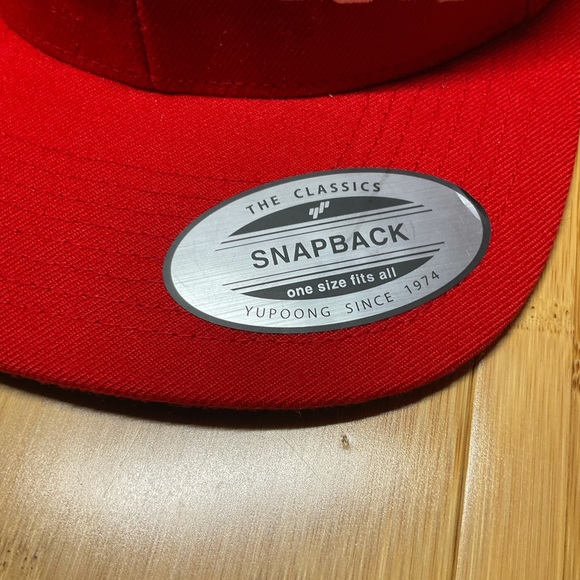 THE CLASSICS
SNAPBACK
one size fits all
YUPOONG SINCE 1974